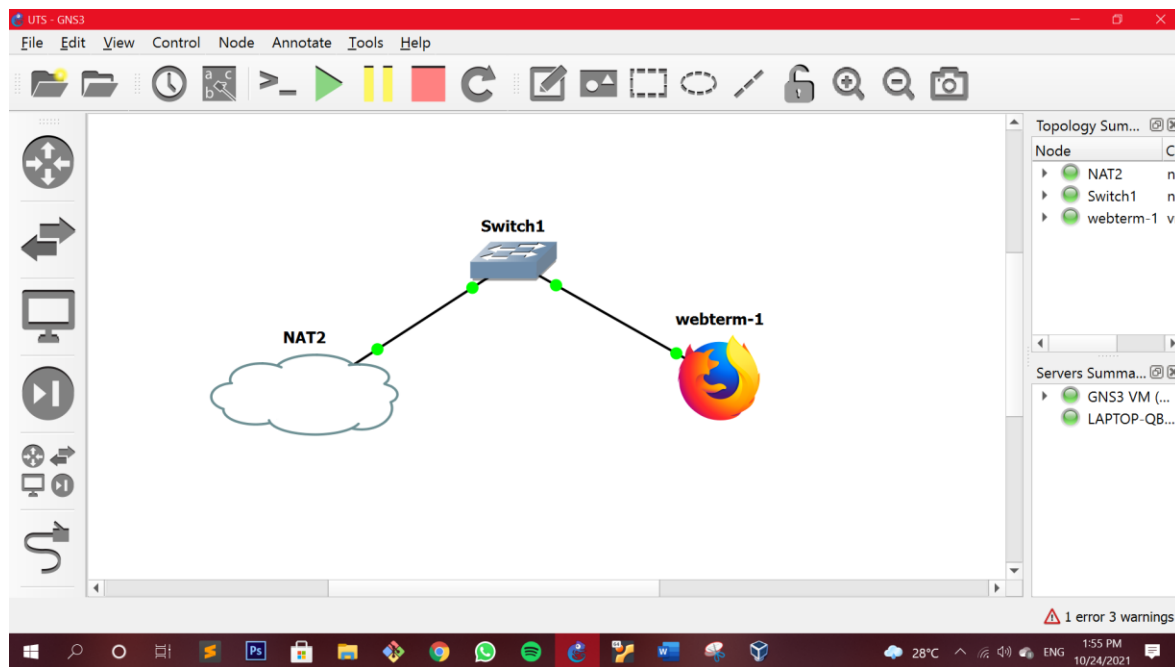 UTS - GNS3
File Edit View Control Node Annotate Tools Help
Topology Sum...
Node C
NAT2 n
Switch1 n
webterm-1 v
Switch1
NAT2
webterm-1
Servers Summa...
GNS3 VM (...
LAPTOP-QB...
1 error 3 warnings
Ps
28°C ENG 1:55 PM
10/24/2021